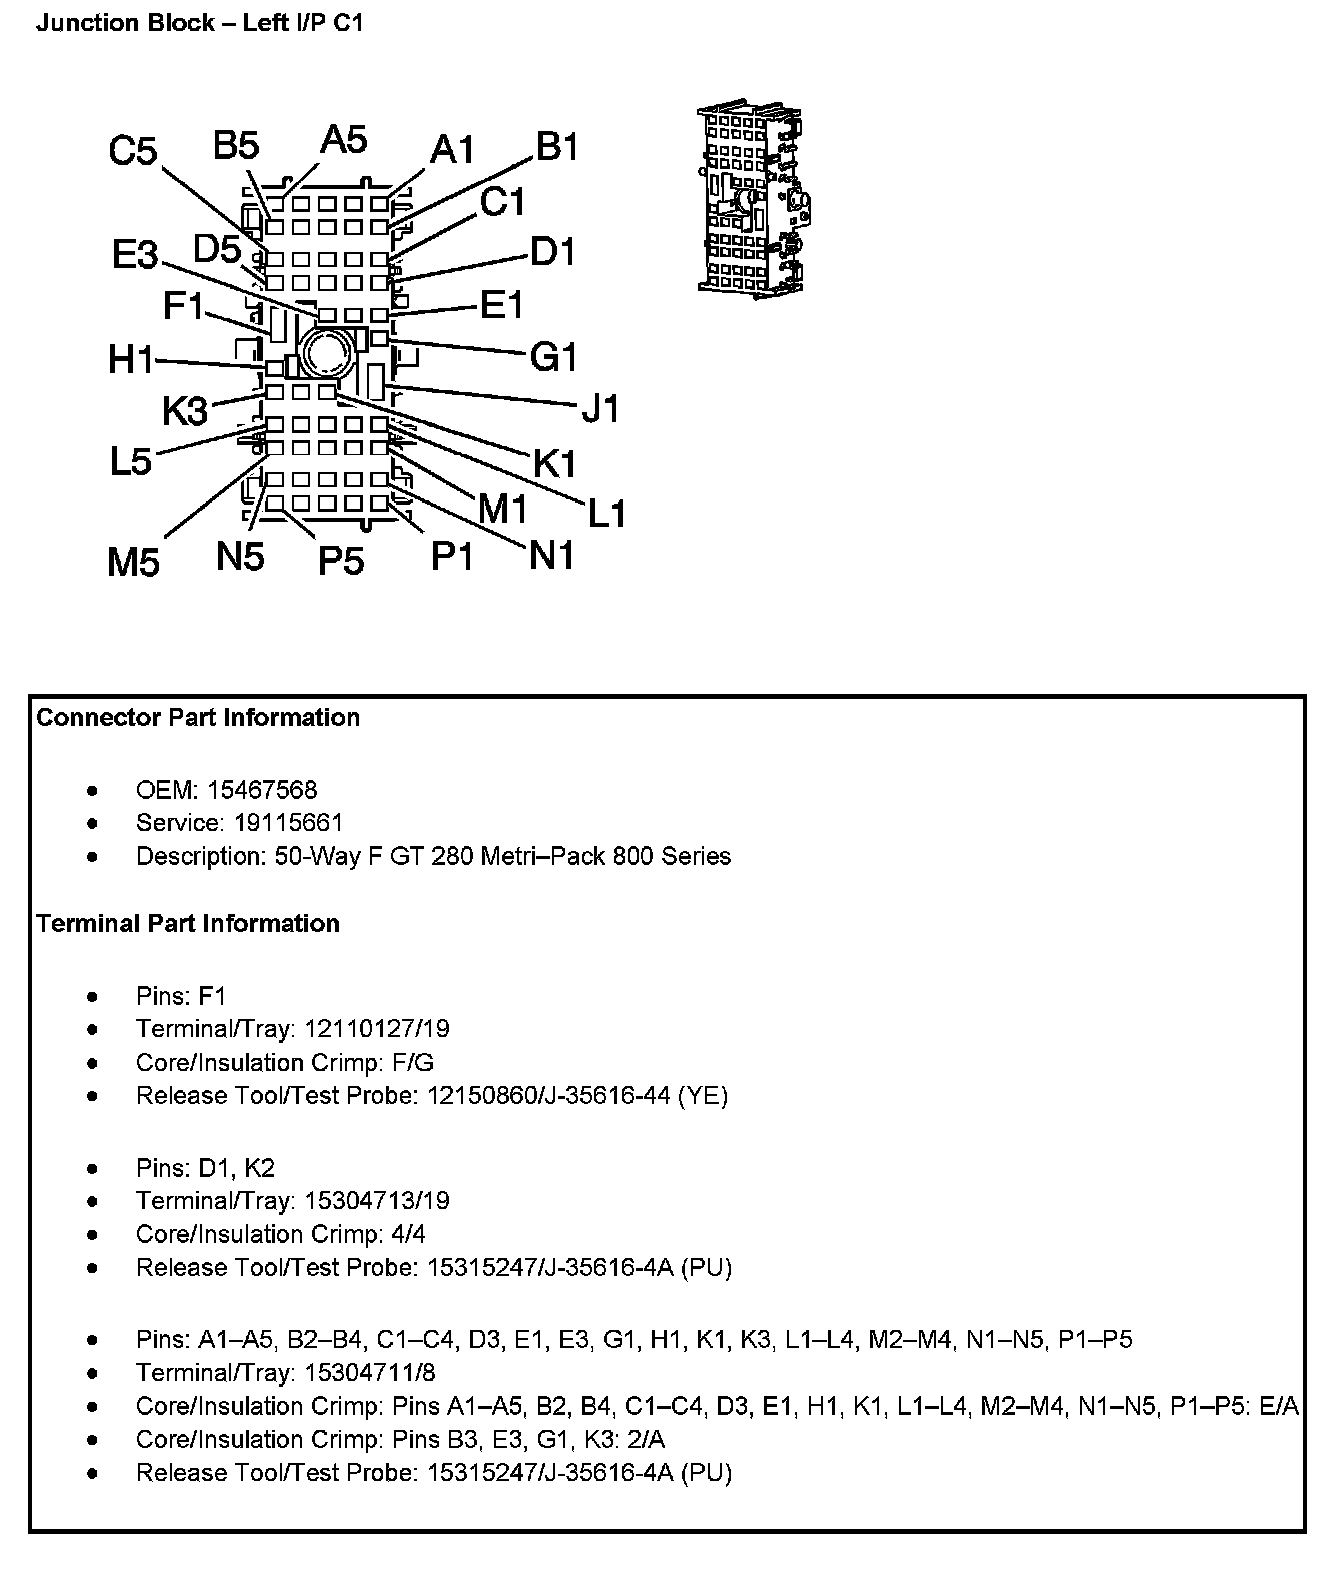 Junction Block – Left I/P C1
C5
B5
A5
A1
B1
C1
E3
D5
D1
F1
E1
H1
G1
K3
J1
L5
K1
M1
L1
M5
N5
P5
P1
N1
Connector Part Information
• OEM: 15467568
• Service: 19115661
• Description: 50-Way F GT 280 Metri–Pack 800 Series
Terminal Part Information
• Pins: F1
• Terminal/Tray: 12110127/19
• Core/Insulation Crimp: F/G
• Release Tool/Test Probe: 12150860/J-35616-44 (YE)
• Pins: D1, K2
• Terminal/Tray: 15304713/19
• Core/Insulation Crimp: 4/4
• Release Tool/Test Probe: 15315247/J-35616-4A (PU)
• Pins: A1–A5, B2–B4, C1–C4, D3, E1, E3, G1, H1, K1, K3, L1–L4, M2–M4, N1–N5, P1–P5
• Terminal/Tray: 15304711/8
• Core/Insulation Crimp: Pins A1–A5, B2, B4, C1–C4, D3, E1, H1, K1, L1–L4, M2–M4, N1–N5, P1–P5: E/A
• Core/Insulation Crimp: Pins B3, E3, G1, K3: 2/A
• Release Tool/Test Probe: 15315247/J-35616-4A (PU)